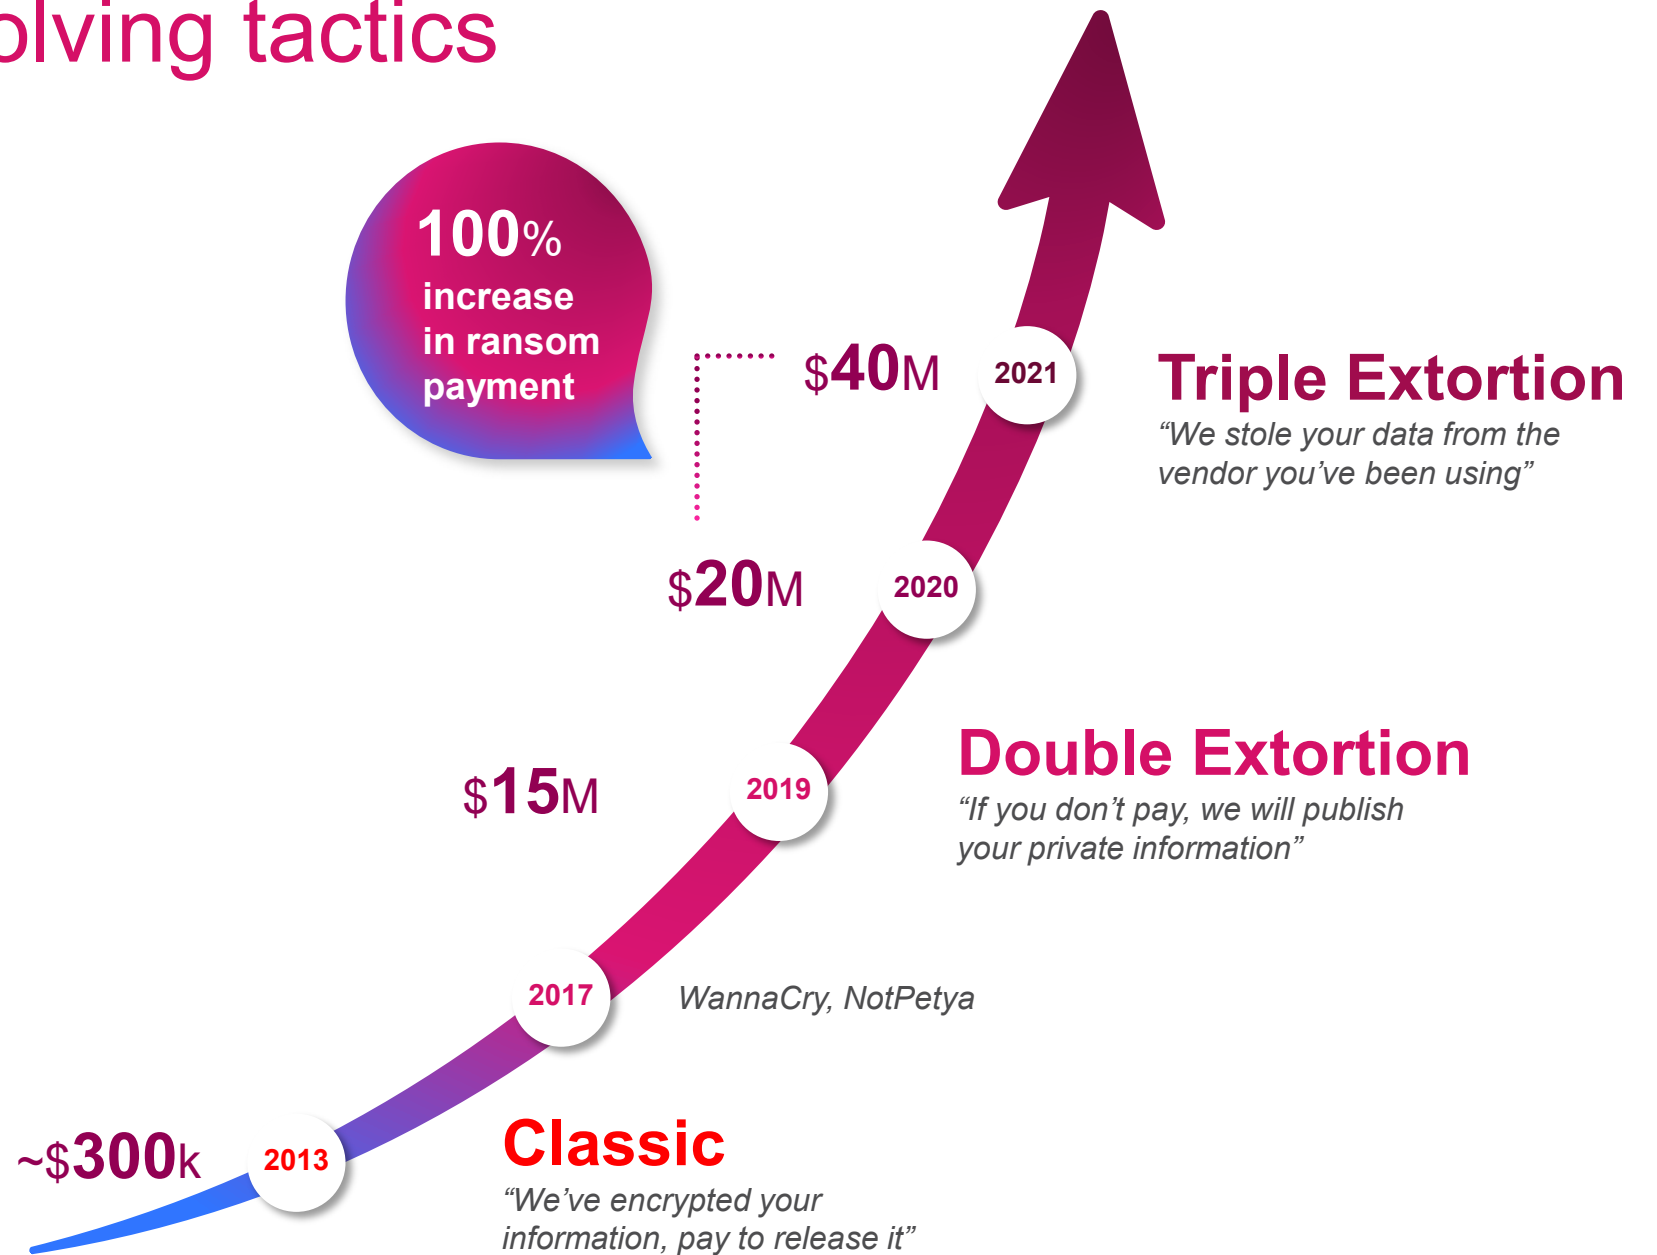 olving tactics
100%
increase
in ransom
payment
$40M
2021
Triple Extortion
“We stole your data from the
vendor you’ve been using”
$20M
2020
$15M
2019
Double Extortion
“If you don’t pay, we will publish
your private information”
2017
WannaCry, NotPetya
~$300k
2013
Classic
“We’ve encrypted your
information, pay to release it”